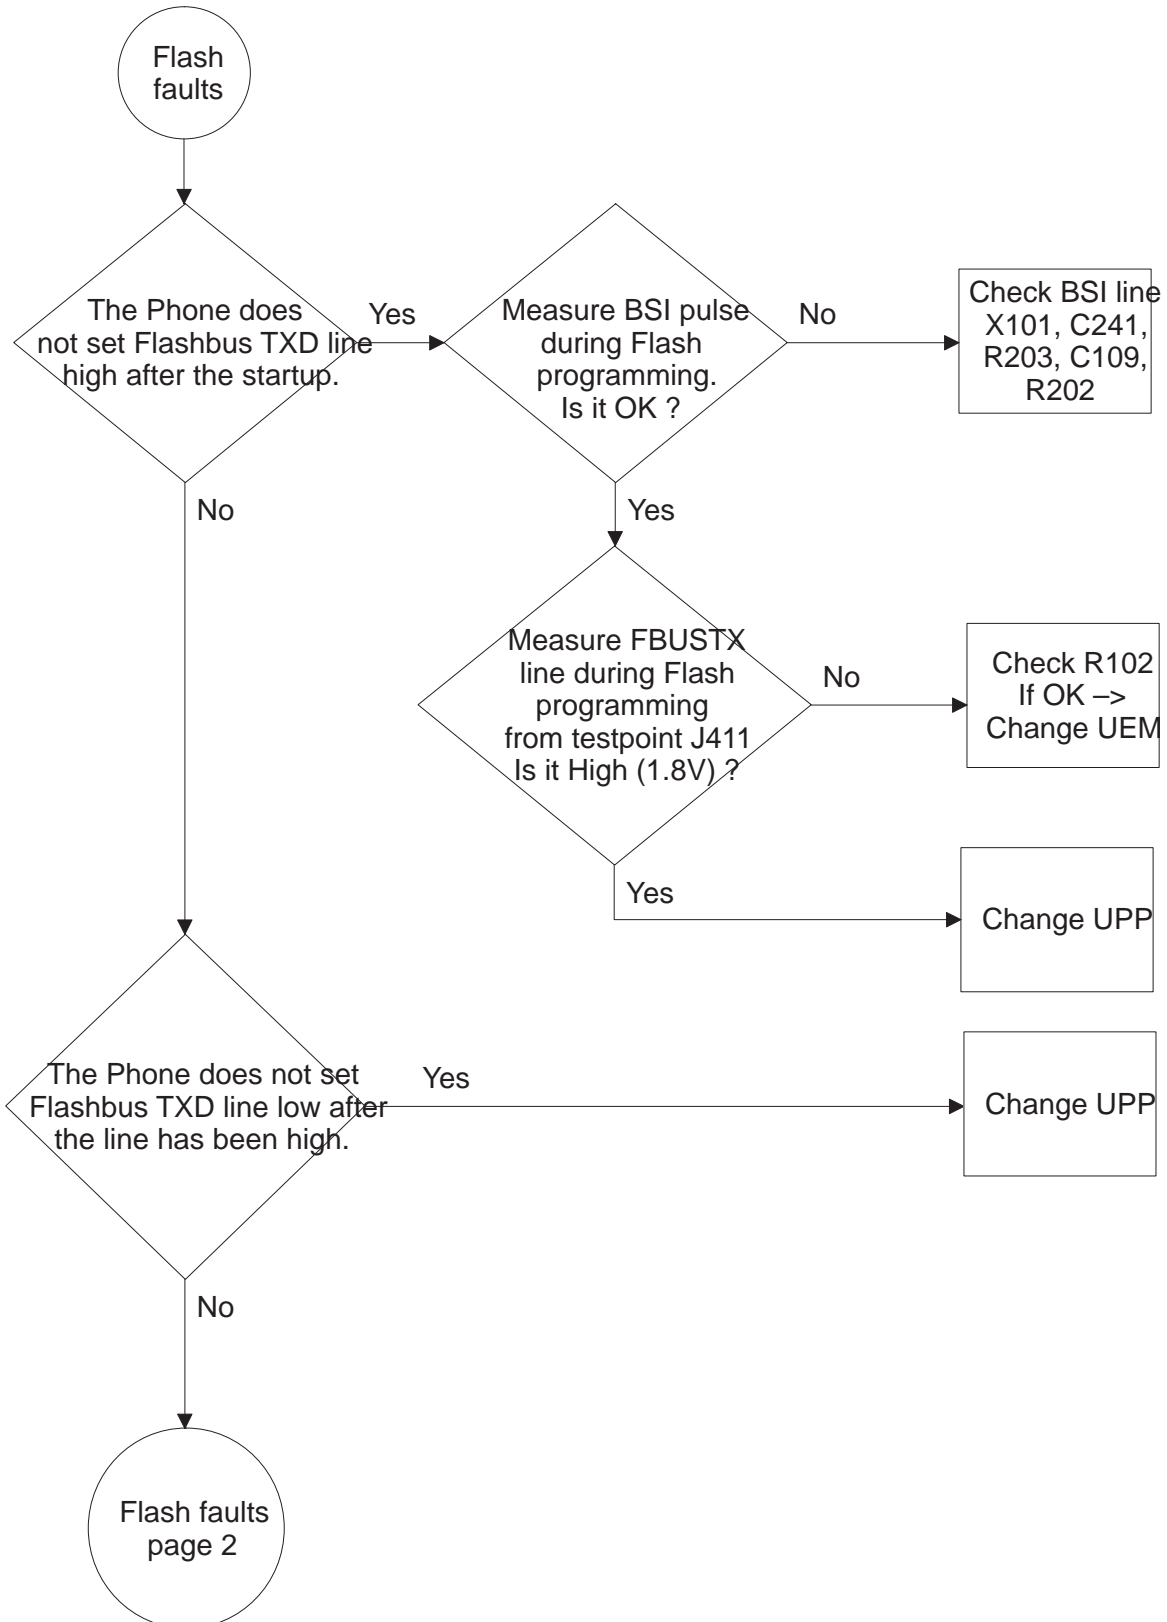 Flash
faults
The Phone does
not set Flashbus TXD line
high after the startup.
Yes
Measure BSI pulse
during Flash
programming.
Is it OK ?
No
Check BSI line
X101, C241,
R203, C109,
R202
No
Yes
Measure FBUSTX
line during Flash
programming
from testpoint J411
Is it High (1.8V) ?
No
Check R102
If OK –>
Change UEM
Yes
Change UPP
The Phone does not set
Flashbus TXD line low after
the line has been high.
Yes
Change UPP
No
Flash faults
page 2